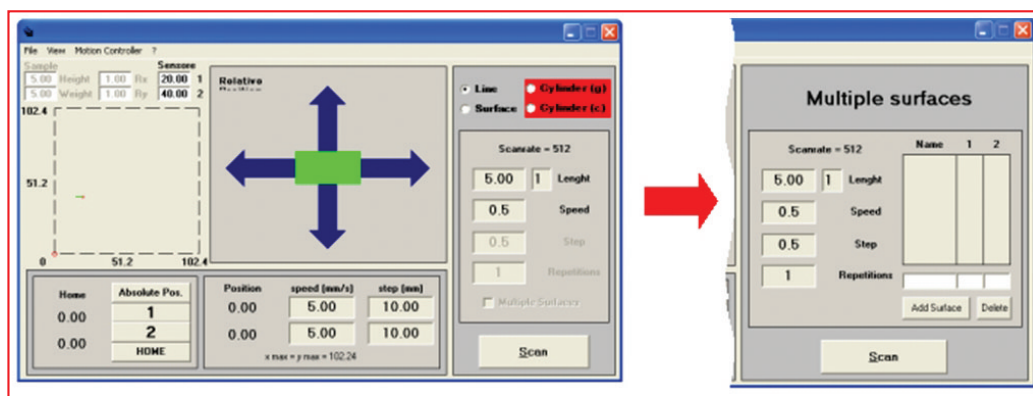 File View Motion Controller ?
Sample Sensore
5.00 Height 1.00 Rx 20.00 1
5.00 Weight 1.00 Ry 40.00 2
102.4
51.2
0 51.2 102.4
Relative
Line Cylinder (g)
Surface Cylinder (c)
Scanrate = 512
5.00 1 Lenght
0.5 Speed
0.5 Step
1 Repetitions
Multiple Surfaces
Scan
Home Absolute Pos.
0.00 1
0.00 2
HOME
Position speed [mm/s] step [mm]
0.00 5.00 10.00
0.00 5.00 10.00
x max = y max = 102.24
Multiple surfaces
Scanrate = 512
Name 1 2
5.00 1 Lenght
0.5 Speed
0.5 Step
1 Repetitions
Add Surface Delete
Scan